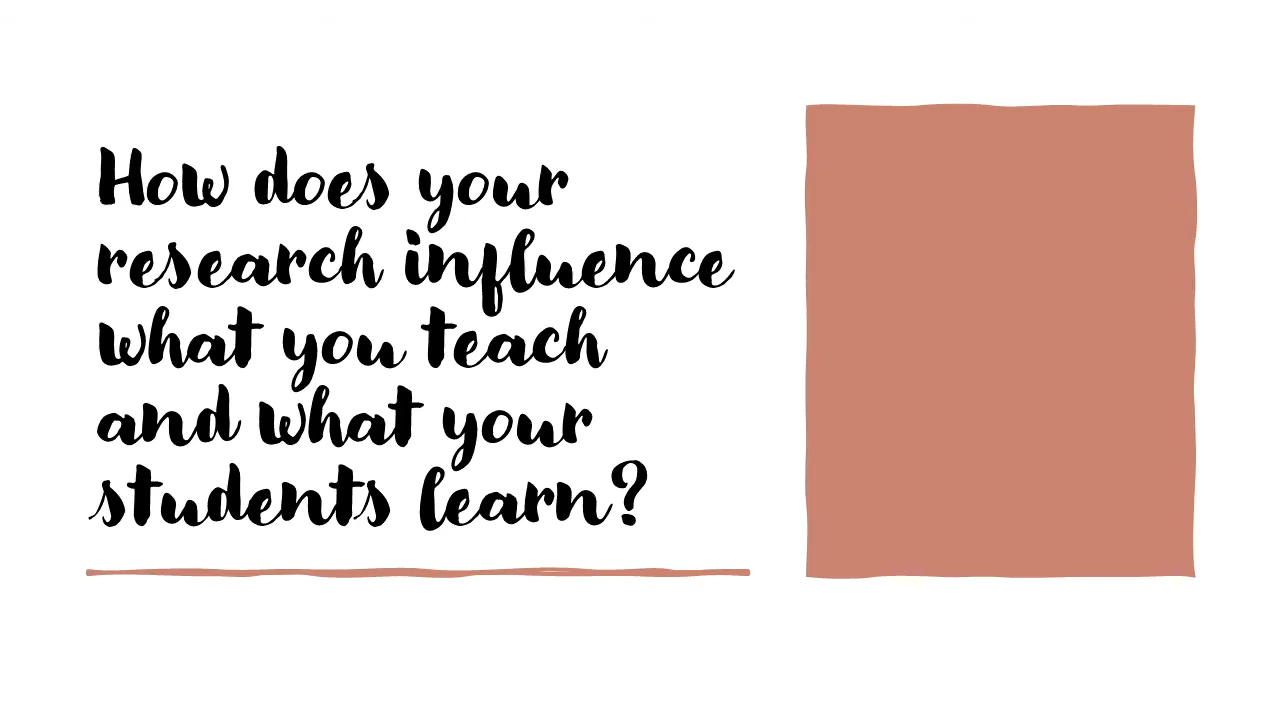 How does your
research influence
what you teach
and what your
students learn?